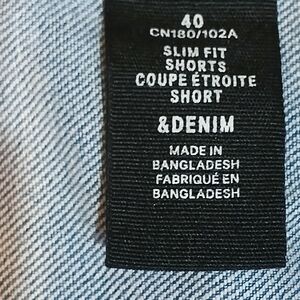 40
CN180/102A
SLIM FIT
SHORTS
COUPE ÉTROITE
SHORT
&DENIM
MADE IN
BANGLADESH
FABRIQUÉ EN
BANGLADESH